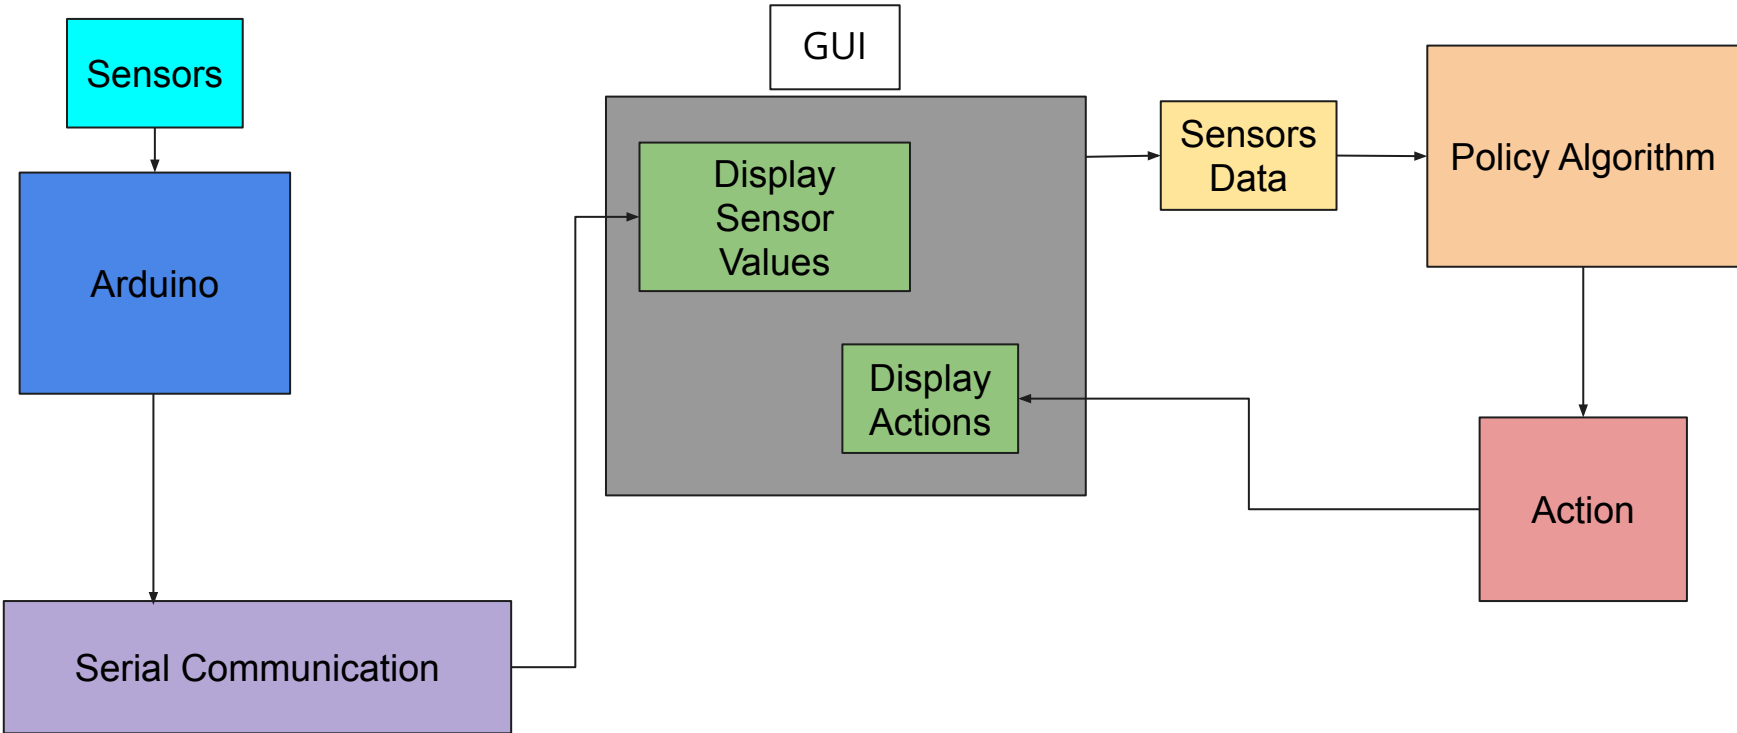 Sensors
Arduino
Serial Communication
GUI
Display
Sensor
Values
Display
Actions
Sensors
Data
Policy Algorithm
Action